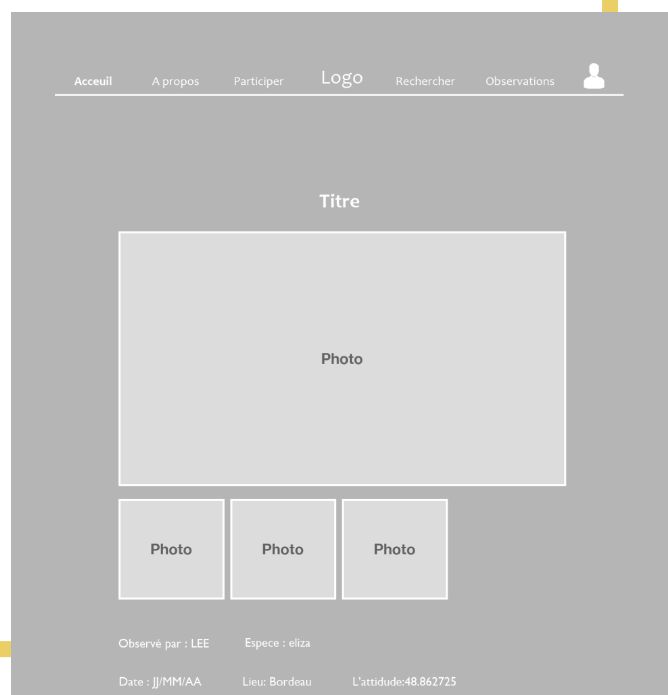 Acceuil A propos Participer Logo Rechercher Observations
Titre
Photo
Photo Photo Photo
Observé par : LEE Espece : eliza
Date : JJ/MM/AA Lieu: Bordeau L'attidude:48.862725